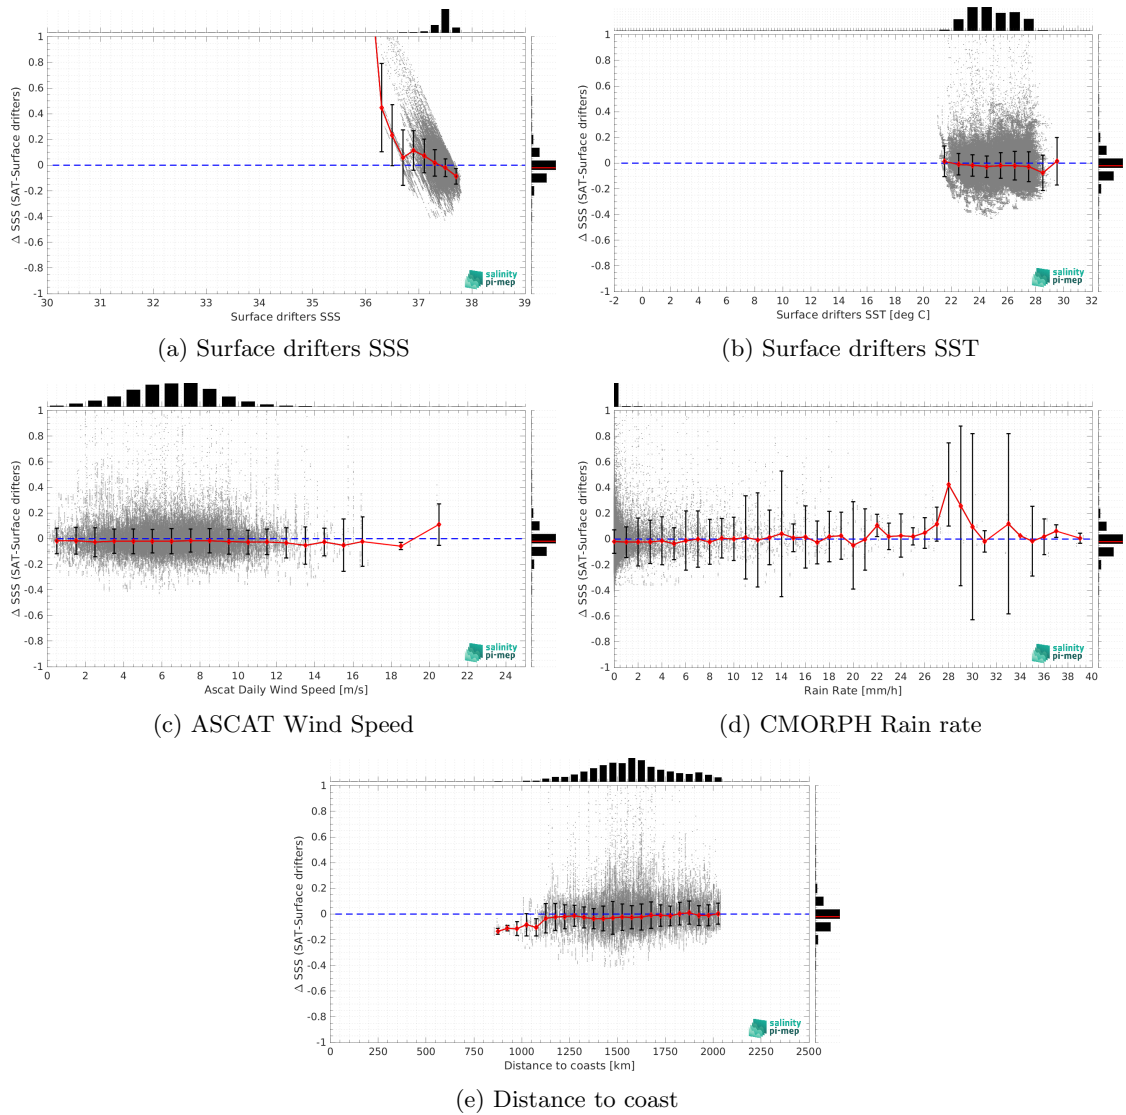 1
0.8
0.6
0.4
0.2
0
-0.2
-0.4
-0.6
-0.8
-1
Δ SSS (SAT-Surface drifters)
30 31 32 33 34 35 36 37 38 39
Surface drifters SSS
salinity
pi-mep
(a) Surface drifters SSS
1
0.8
0.6
0.4
0.2
0
-0.2
-0.4
-0.6
-0.8
-1
Δ SSS (SAT-Surface drifters)
-2 0 2 4 6 8 10 12 14 16 18 20 22 24 26 28 30 32
Surface drifters SST [deg C]
salinity
pi-mep
(b) Surface drifters SST
1
0.8
0.6
0.4
0.2
0
-0.2
-0.4
-0.6
-0.8
-1
Δ SSS (SAT-Surface drifters)
0 2 4 6 8 10 12 14 16 18 20 22 24
Ascat Daily Wind Speed [m/s]
salinity
pi-mep
(c) ASCAT Wind Speed
1
0.8
0.6
0.4
0.2
0
-0.2
-0.4
-0.6
-0.8
-1
Δ SSS (SAT-Surface drifters)
0 2 4 6 8 10 12 14 16 18 20 22 24 26 28 30 32 34 36 38 40
Rain Rate [mm/h]
salinity
pi-mep
(d) CMORPH Rain rate
1
0.8
0.6
0.4
0.2
0
-0.2
-0.4
-0.6
-0.8
-1
Δ SSS (SAT-Surface drifters)
0 250 500 750 1000 1250 1500 1750 2000 2250 2500
Distance to coasts [km]
salinity
pi-mep
(e) Distance to coast